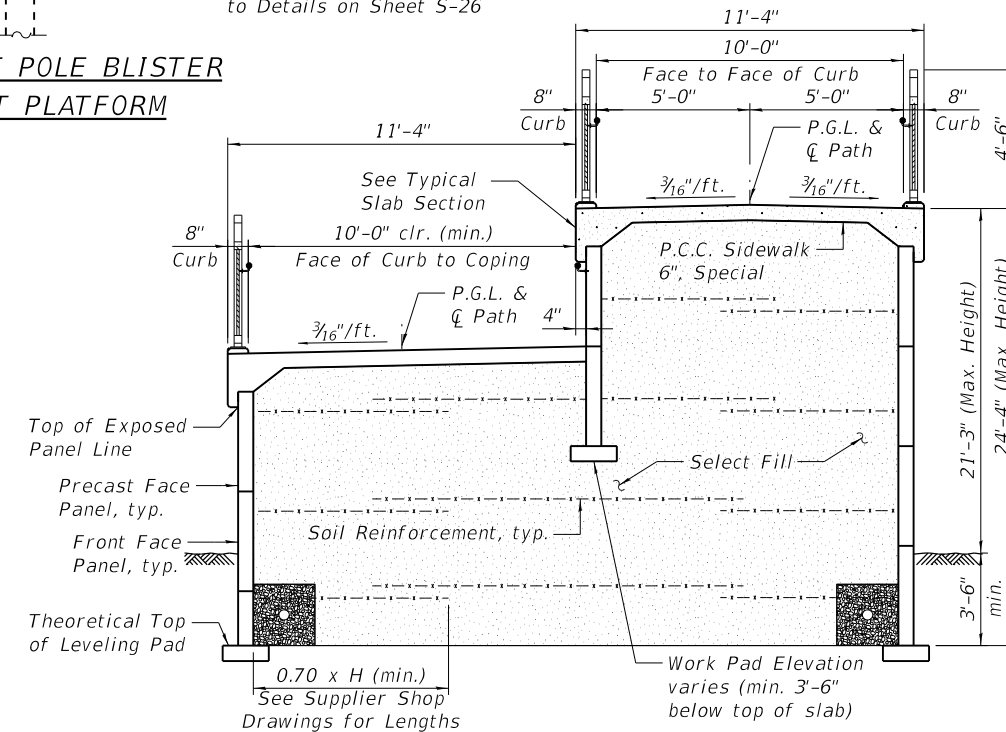 to Details on Sheet S-26
POLE BLISTER
PLATFORM
11'-4"
10'-0"
Face to Face of Curb
8"
5'-0"
5'-0"
8"
Curb
Curb
4'-6"
11'-4"
P.G.L. &
℄ Path
See Typical
Slab Section
3/16"/ft.
3/16"/ft.
8"
10'-0" clr. (min.)
Curb
Face of Curb to Coping
P.C.C. Sidewalk
6", Special
P.G.L. &
℄ Path
4"
3/16"/ft.
21'-3" (Max. Height)
24'-4" (Max. Height)
Top of Exposed
Panel Line
Select Fill
Precast Face
Panel, typ.
Soil Reinforcement, typ.
Front Face
Panel, typ.
3'-6"
min.
Theoretical Top
of Leveling Pad
0.70 x H (min.)
See Supplier Shop
Drawings for Lengths
Work Pad Elevation
varies (min. 3'-6"
below top of slab)